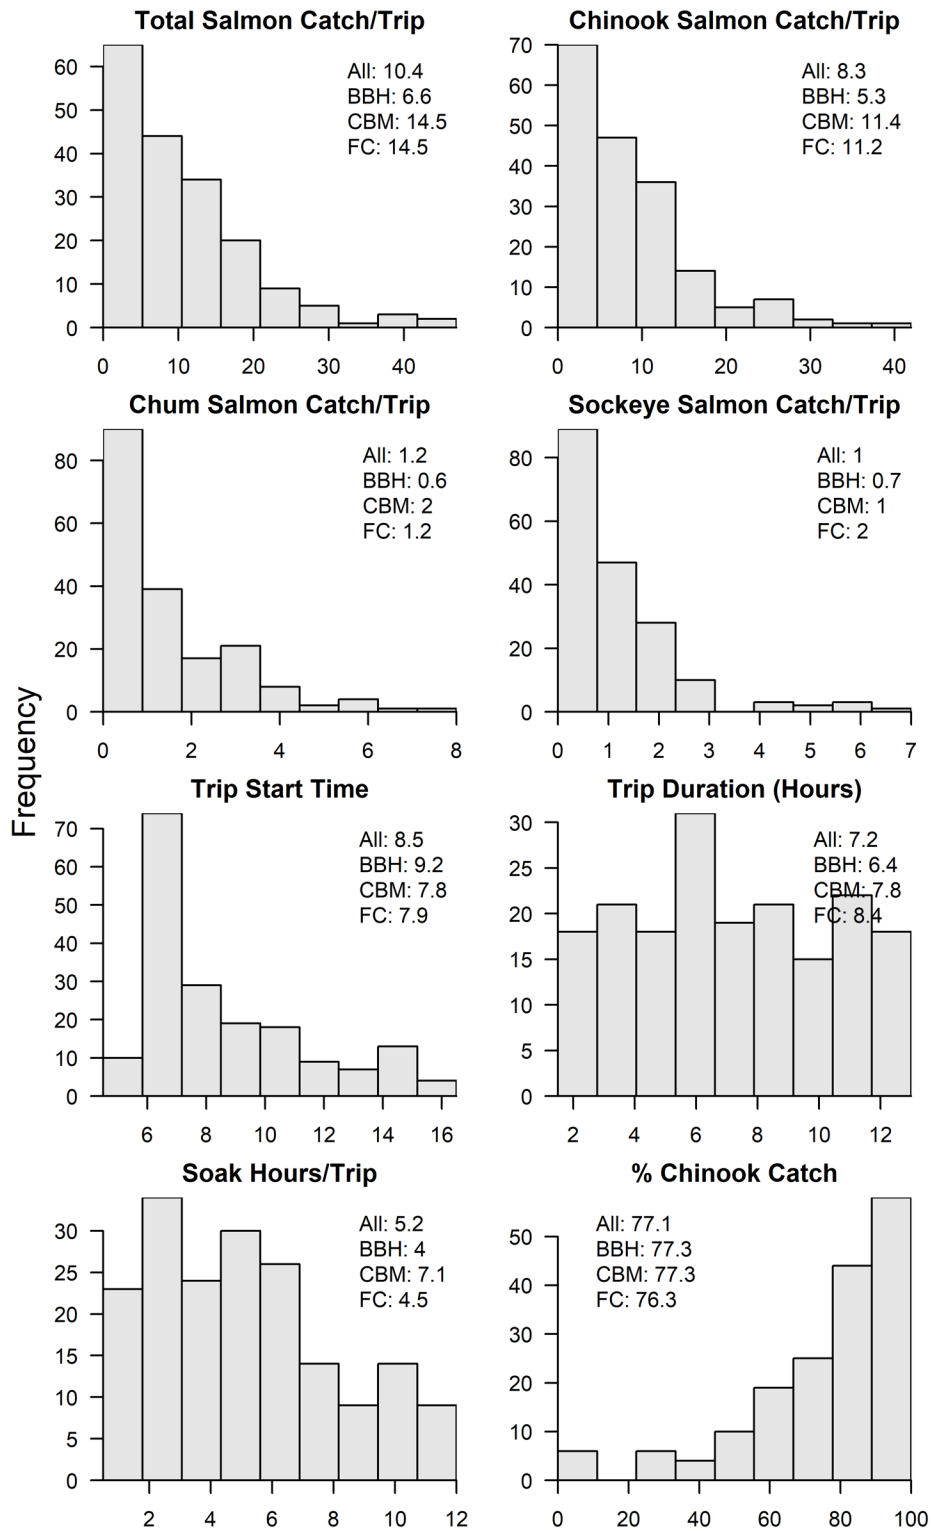 Total Salmon Catch/Trip
All: 10.4
BBH: 6.6
CBM: 14.5
FC: 14.5
60
50
40
30
20
10
0
0 10 20 30 40
Chinook Salmon Catch/Trip
All: 8.3
BBH: 5.3
CBM: 11.4
FC: 11.2
70
60
50
40
30
20
10
0
0 10 20 30 40
Chum Salmon Catch/Trip
All: 1.2
BBH: 0.6
CBM: 2
FC: 1.2
80
60
40
20
0
0 2 4 6 8
Sockeye Salmon Catch/Trip
All: 1
BBH: 0.7
CBM: 1
FC: 2
80
60
40
20
0
0 1 2 3 4 5 6 7
Frequency
Trip Start Time
All: 8.5
BBH: 9.2
CBM: 7.8
FC: 7.9
70
60
50
40
30
20
10
0
6 8 10 12 14 16
Trip Duration (Hours)
All: 7.2
BBH: 6.4
CBM: 7.8
FC: 8.4
30
25
20
15
10
5
0
2 4 6 8 10 12
Soak Hours/Trip
All: 5.2
BBH: 4
CBM: 7.1
FC: 4.5
30
25
20
15
10
5
0
2 4 6 8 10 12
% Chinook Catch
All: 77.1
BBH: 77.3
CBM: 77.3
FC: 76.3
50
40
30
20
10
0
0 20 40 60 80 100